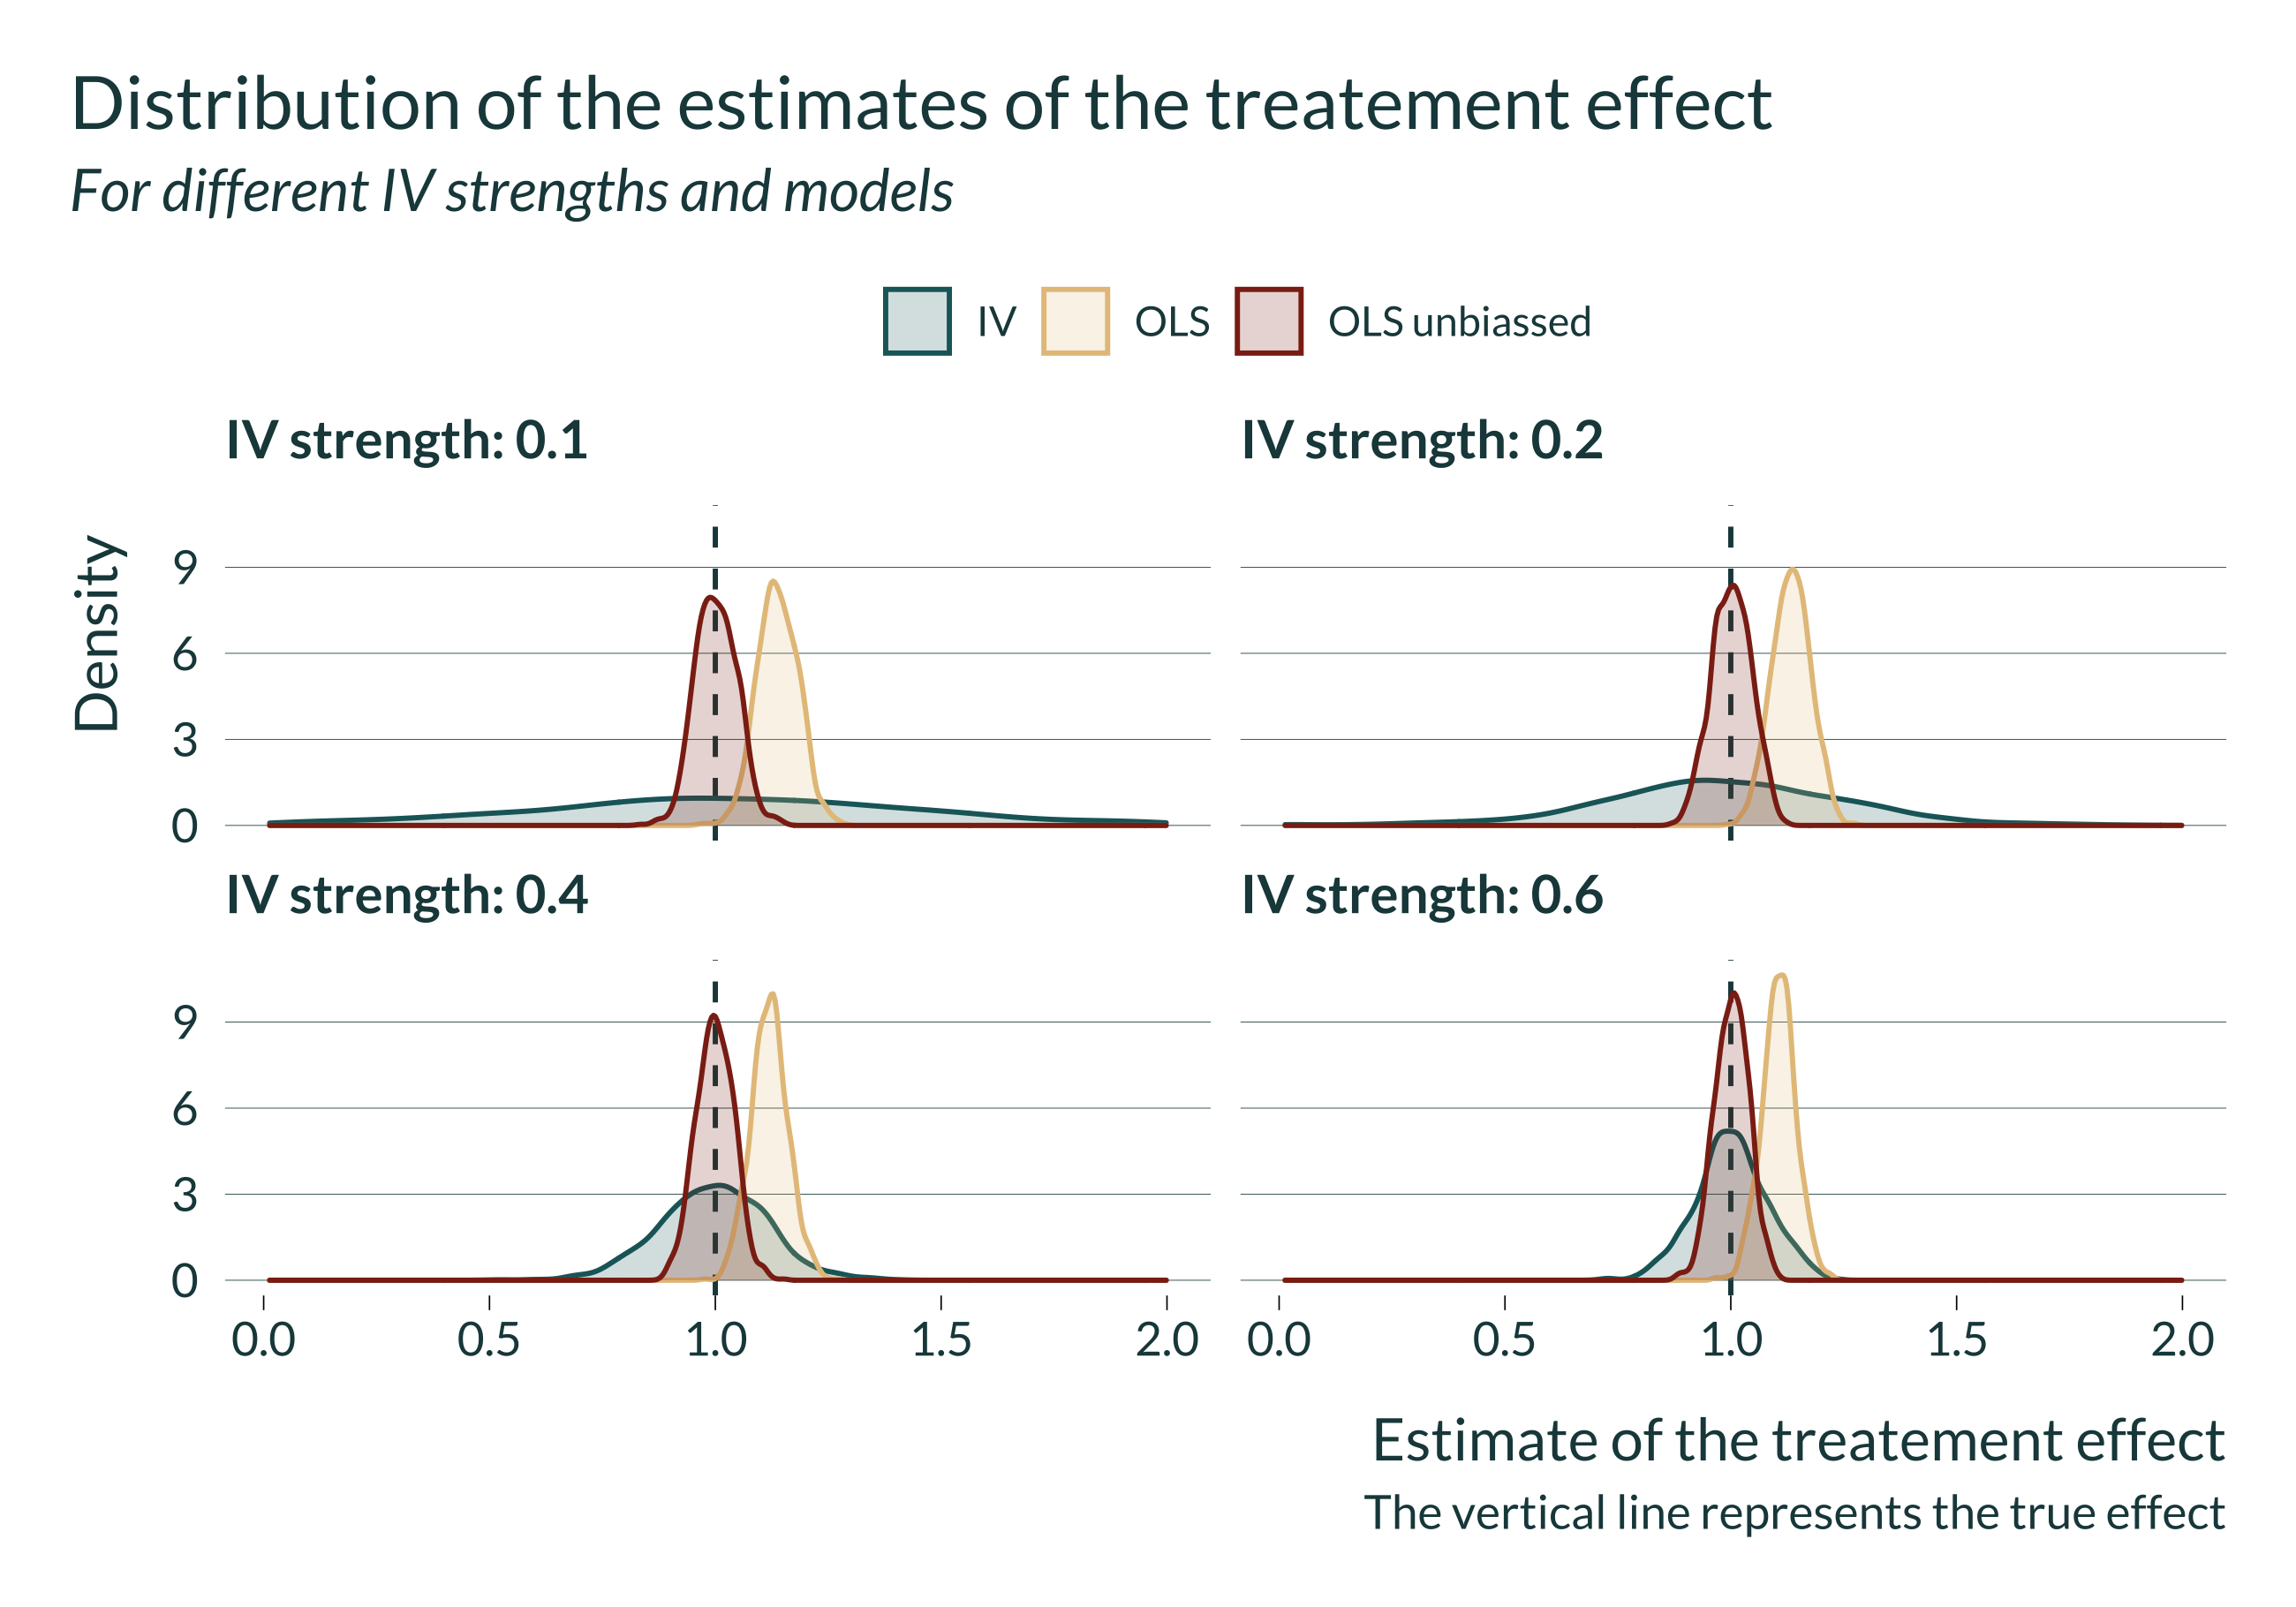 Distribution of the estimates of the treatement effect
For different IV strengths and models
IV OLS OLS unbiassed
IV strength: 0.1 IV strength: 0.2
Density
9
6
3
0
IV strength: 0.4 IV strength: 0.6
9
6
3
0
0.0 0.5 1.0 1.5 2.0 0.0 0.5 1.0 1.5 2.0
Estimate of the treatement effect
The vertical line represents the true effect